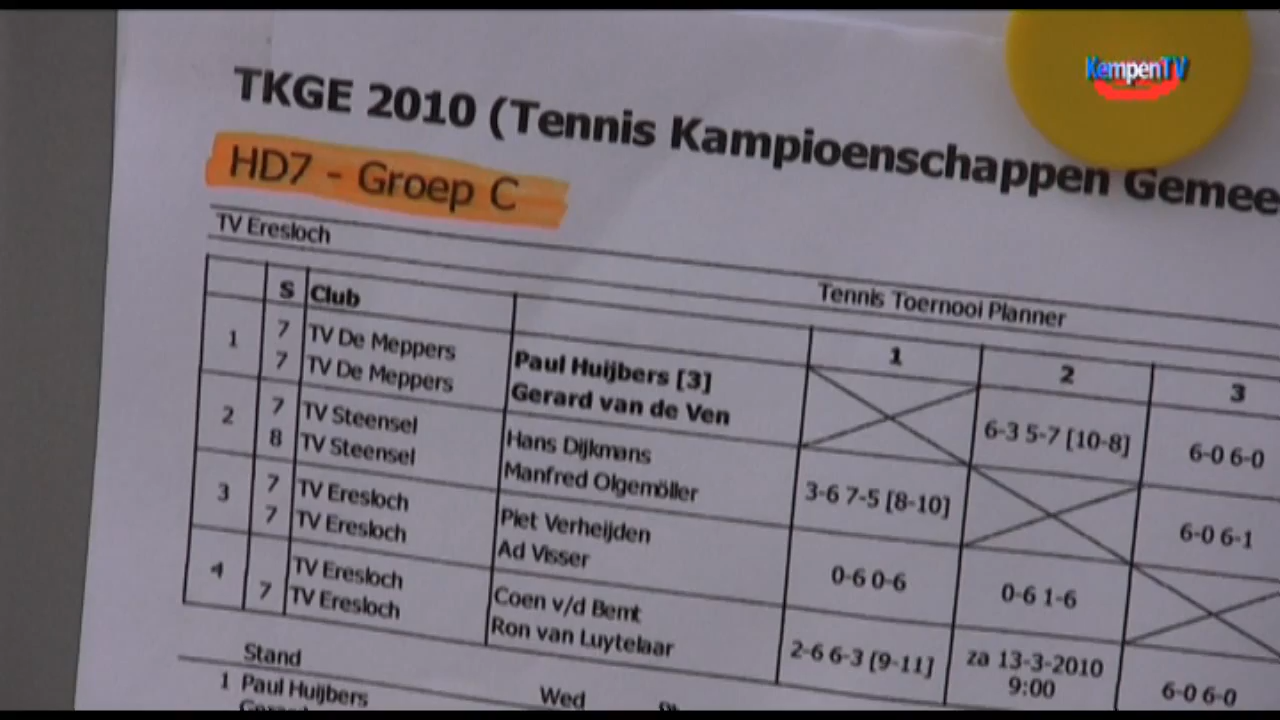 KempenTV
TKGE 2010 (Tennis Kampioenschappen
HD7 - Groep C
TV Eresloch
Tennis Toernooi Planner
S Club 1 2 3
1 7 TV De Meppers Paul Huijbers [3] 6-3 5-7 [10-8] 6-0 6-0
7 TV De Meppers Gerard van de Ven
2 7 TV Steensel Hans Dijkmans 3-6 7-5 [8-10] 6-0 6-1
8 TV Steensel Manfred Olgemöller
3 7 TV Eresloch Piet Verheijden 0-6 0-6 0-6 1-6
7 TV Eresloch Ad Visser
4 TV Eresloch Coen v/d Bemt 2-6 6-3 [9-11] za 13-3-2010 6-0 6-0
7 TV Eresloch Ron van Luytelaar 9:00
Stand Wed
1 Paul Huijbers